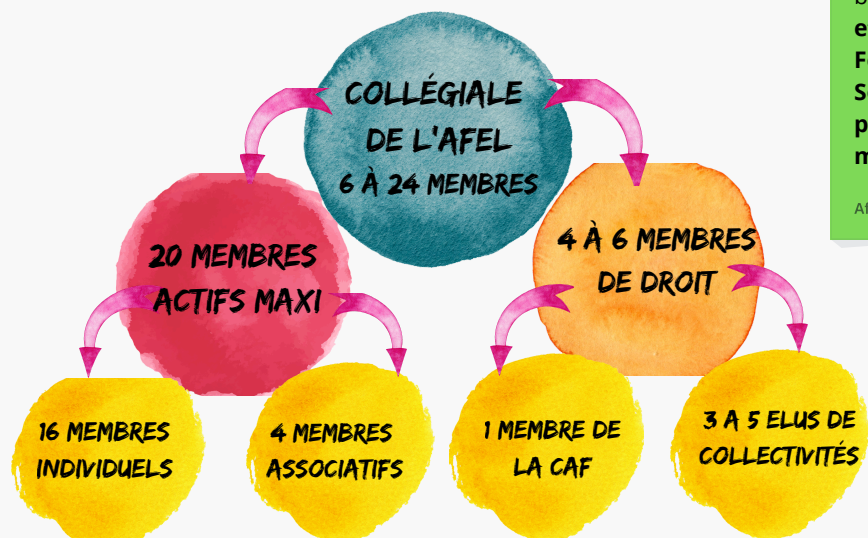 COLLÉGIALE
DE L'AFEL
6 À 24 MEMBRES
20 MEMBRES
ACTIFS MAXI
4 À 6 MEMBRES
DE DROIT
16 MEMBRES
INDIVIDUELS
4 MEMBRES
ASSOCIATIFS
1 MEMBRE DE
LA CAF
3 A 5 ELUS DE
COLLECTIVITÉS